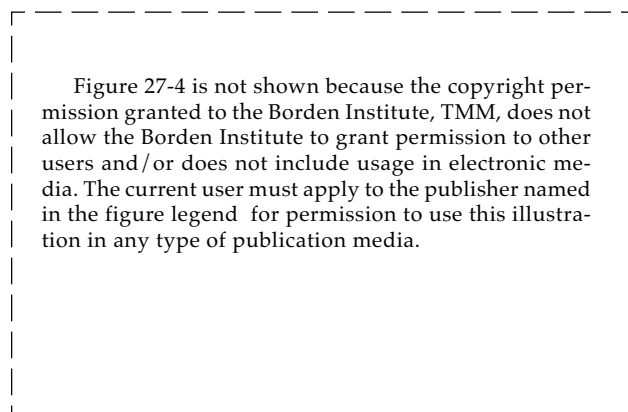 Figure 27-4 is not shown because the copyright per-
mission granted to the Borden Institute, TMM, does not
allow the Borden Institute to grant permission to other
users and/or does not include usage in electronic me-
dia. The current user must apply to the publisher named
in the figure legend  for permission to use this illustra-
tion in any type of publication media.